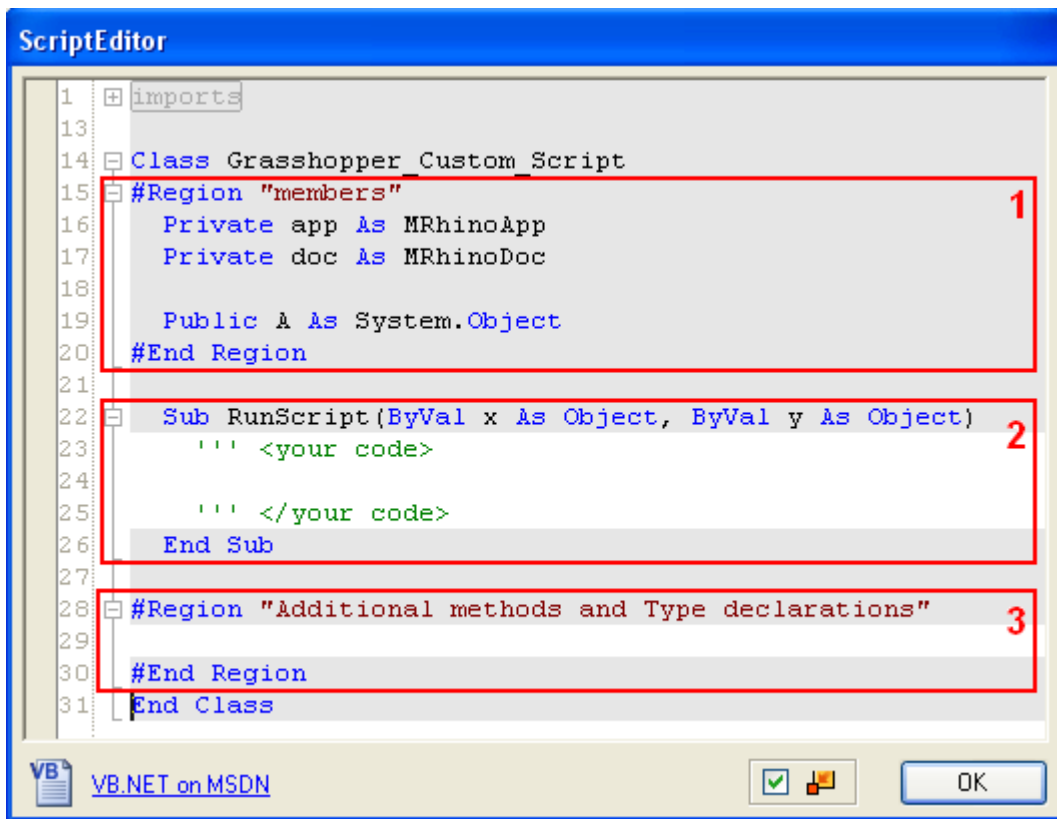 ScriptEditor
1 imports
13
14 Class Grasshopper_Custom_Script
15 #Region "members"
1
16 Private app As MRhinoApp
17 Private doc As MRhinoDoc
18
19 Public A As System.Object
20 #End Region
21
22 Sub RunScript(ByVal x As Object, ByVal y As Object)
23 ''' <your code>
2
24
25 ''' </your code>
26 End Sub
27
28 #Region "Additional methods and Type declarations"
3
29
30 #End Region
31 End Class
VB VB.NET on MSDN OK